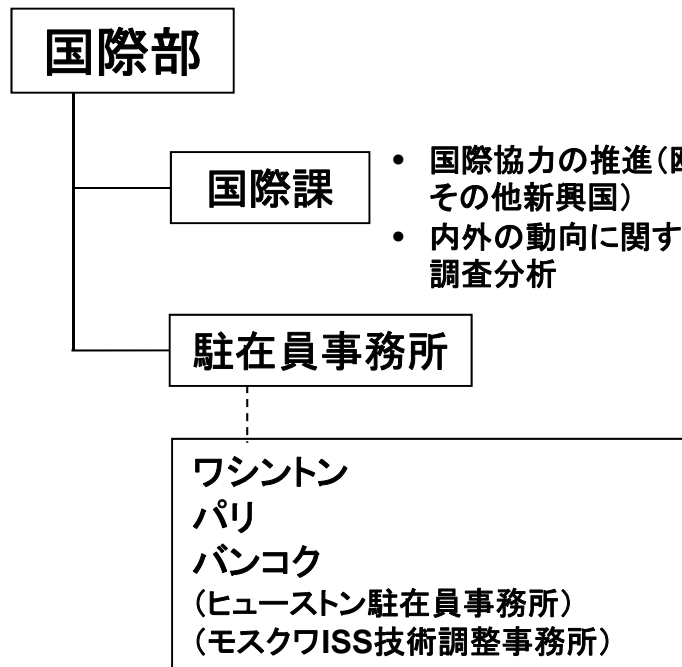 国際部
国際課
• 国際協力の推進（
その他新興国）
• 内外の動向に関す
調査分析
駐在員事務所
ワシントン
パリ
バンコク
（ヒューストン駐在員事務所）
（モスクワISS技術調整事務所）